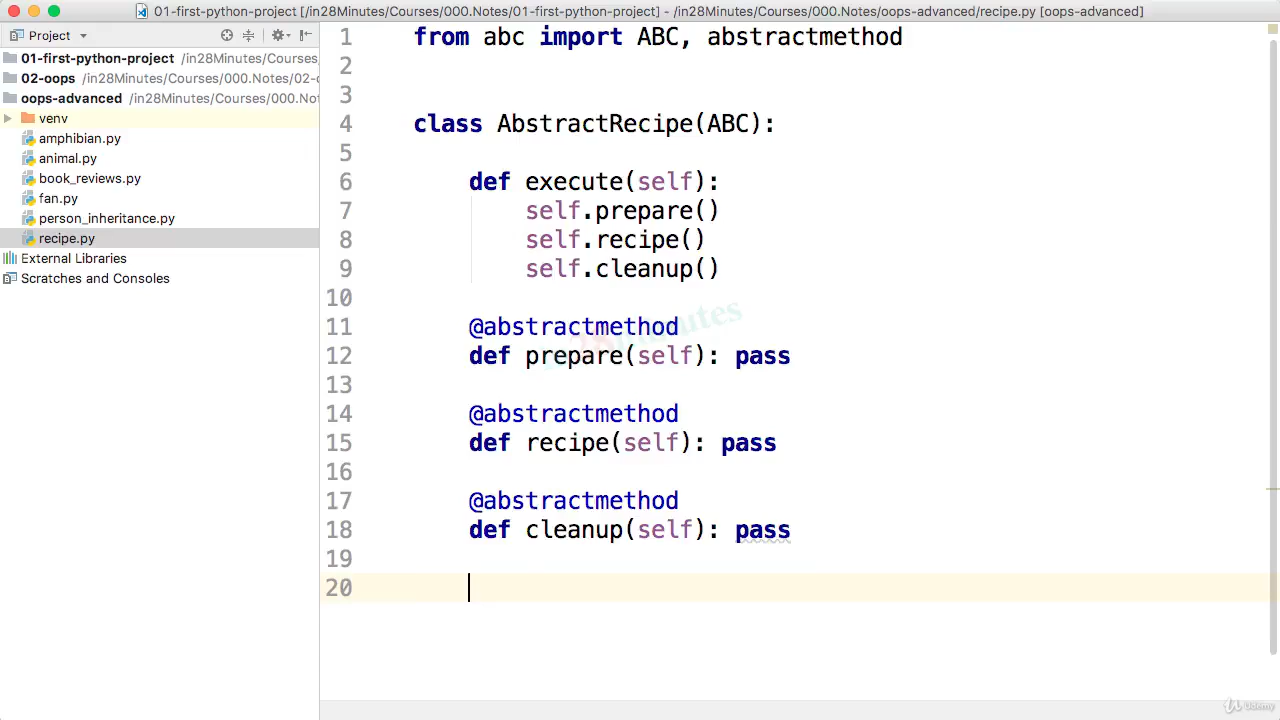 01-first-python-project [/in28Minutes/Courses/000.Notes/01-first-python-project] - /in28Minutes/Courses/000.Notes/oops-advanced/recipe.py [oops-advanced]
Project
01-first-python-project /in28Minutes/Courses/
02-oops /in28Minutes/Courses/000.Notes/02-
oops-advanced /in28Minutes/Courses/000.Not
venv
amphibian.py
animal.py
book_reviews.py
fan.py
person_inheritance.py
recipe.py
External Libraries
Scratches and Consoles
1 from abc import ABC, abstractmethod
2
3
4 class AbstractRecipe(ABC):
5
6 def execute(self):
7 self.prepare()
8 self.recipe()
9 self.cleanup()
10
11 @abstractmethod
12 def prepare(self): pass
13
14 @abstractmethod
15 def recipe(self): pass
16
17 @abstractmethod
18 def cleanup(self): pass
19
20
in28minutes
Udemy